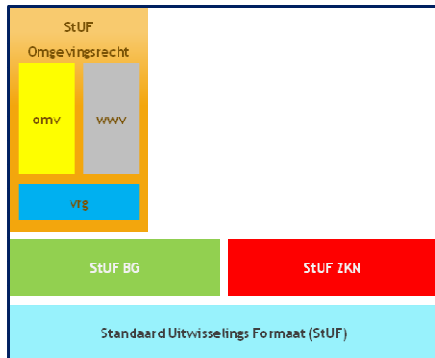 StUF
Omgevingsrecht
omv wwv
vrg
StUF BG StUF ZKN
Standaard Uitwisselings Formaat (StUF)